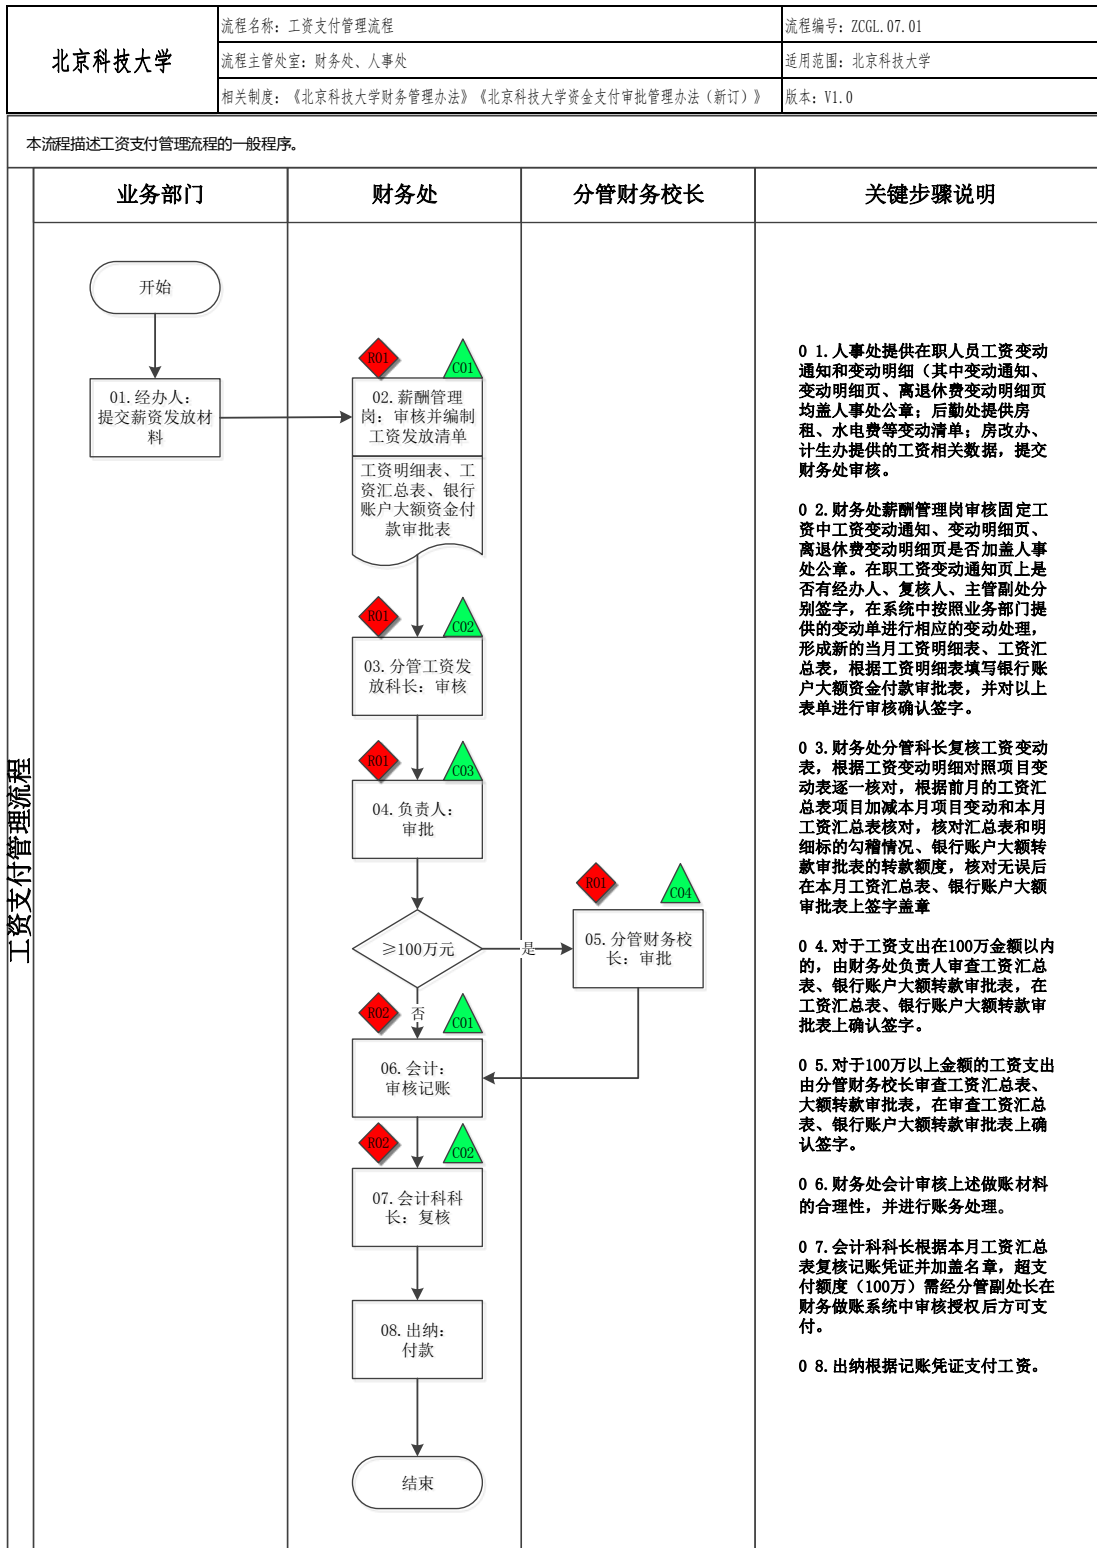 北京科技大学
流程名称：工资支付管理流程
流程编号：ZCGL.07.01
流程主管处室：财务处、人事处
适用范围：北京科技大学
相关制度：《北京科技大学财务管理办法》《北京科技大学资金支付审批管理办法（新订）》
版本：V1.0
本流程描述工资支付管理流程的一般程序。
工资支付管理流程
业务部门
财务处
分管财务校长
关键步骤说明
开始
01.经办人：
提交薪资发放材
料
R01
C01
02.薪酬管理
岗：审核并编制
工资发放清单
工资明细表、工
资汇总表、银行
账户大额资金付
款审批表
R01
C02
03.分管工资发
放科长：审核
R01
C03
04.负责人：
审批
≥100万元
是
否
R01
C04
05.分管财务校
长：审批
R02
C01
06.会计：
审核记账
R02
C02
07.会计科科
长：复核
08.出纳：
付款
结束
0 1.人事处提供在职人员工资变动
通知和变动明细（其中变动通知、
变动明细页、离退休费变动明细页
均盖人事处公章；后勤处提供房
租、水电费等变动清单；房改办、
计生办提供的工资相关数据，提交
财务处审核。
0 2.财务处薪酬管理岗审核固定工
资中工资变动通知、变动明细页、
离退休费变动明细页是否加盖人事
处公章。在职工资变动通知页上是
否有经办人、复核人、主管副处分
别签字，在系统中按照业务部门提
供的变动单进行相应的变动处理，
形成新的当月工资明细表、工资汇
总表，根据工资明细表填写银行账
户大额资金付款审批表，并对以上
表单进行审核确认签字。
0 3.财务处分管科长复核工资变动
表，根据工资变动明细对照项目变
动表逐一核对，根据前月的工资汇
总表项目加减本月项目变动和本月
工资汇总表核对，核对汇总表和明
细标的勾稽情况、银行账户大额转
款审批表的转款额度，核对无误后
在本月工资汇总表、银行账户大额
审批表上签字盖章
0 4.对于工资支出在100万金额以内
的，由财务处负责人审查工资汇总
表、银行账户大额转款审批表，在
工资汇总表、银行账户大额转款审
批表上确认签字。
0 5.对于100万以上金额的工资支出
由分管财务校长审查工资汇总表、
大额转款审批表，在审查工资汇总
表、银行账户大额转款审批表上确
认签字。
0 6.财务处会计审核上述做账材料
的合理性，并进行账务处理。
0 7.会计科科长根据本月工资汇总
表复核记账凭证并加盖名章，超支
付额度（100万）需经分管副处长在
财务做账系统中审核授权后方可支
付。
0 8.出纳根据记账凭证支付工资。